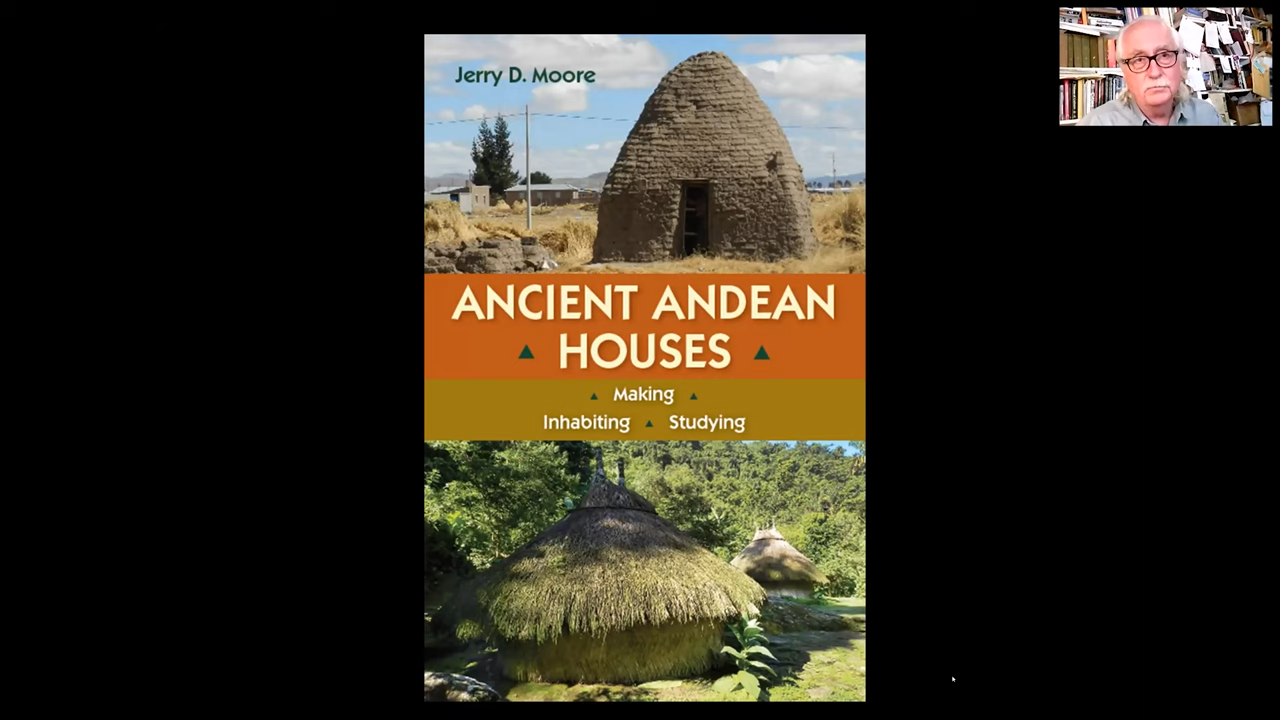 Jerry D. Moore
ANCIENT ANDEAN
HOUSES
Making
Inhabiting ▲ Studying